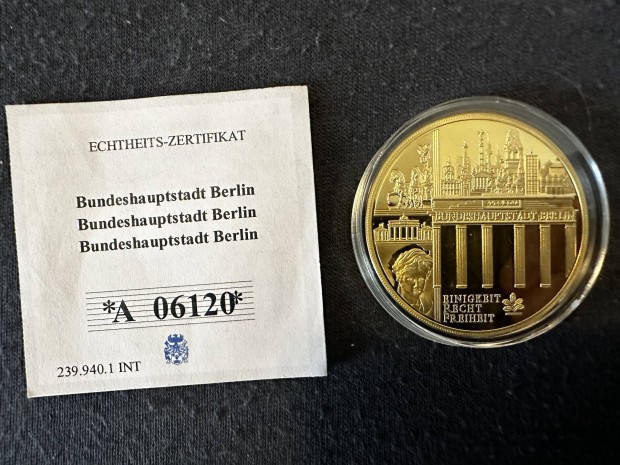 ECHTHEITS-ZERTIFIKAT
Bundeshauptstadt Berlin
Bundeshauptstadt Berlin
Bundeshauptstadt Berlin
*A 06120*
239.940.1 INT
BUNDESHAUPTSTADT BERLIN
EINIGKEIT
RECHT
FREIHEIT